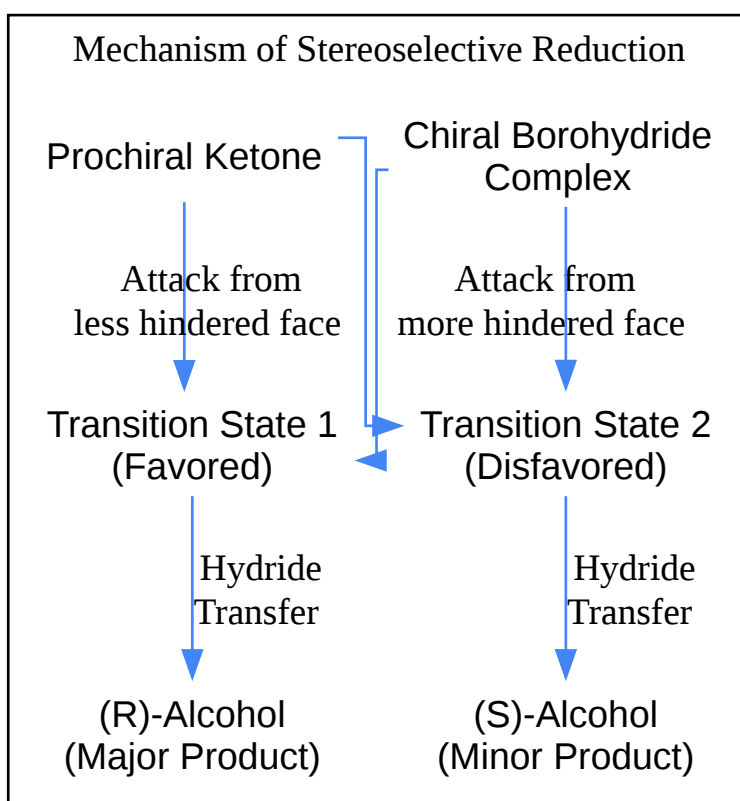 Mechanism of Stereoselective Reduction
Prochiral Ketone
Chiral Borohydride
Complex
Attack from
less hindered face
Attack from
more hindered face
Transition State 1
(Favored)
Transition State 2
(Disfavored)
Hydride
Transfer
Hydride
Transfer
(R)-Alcohol
(Major Product)
(S)-Alcohol
(Minor Product)